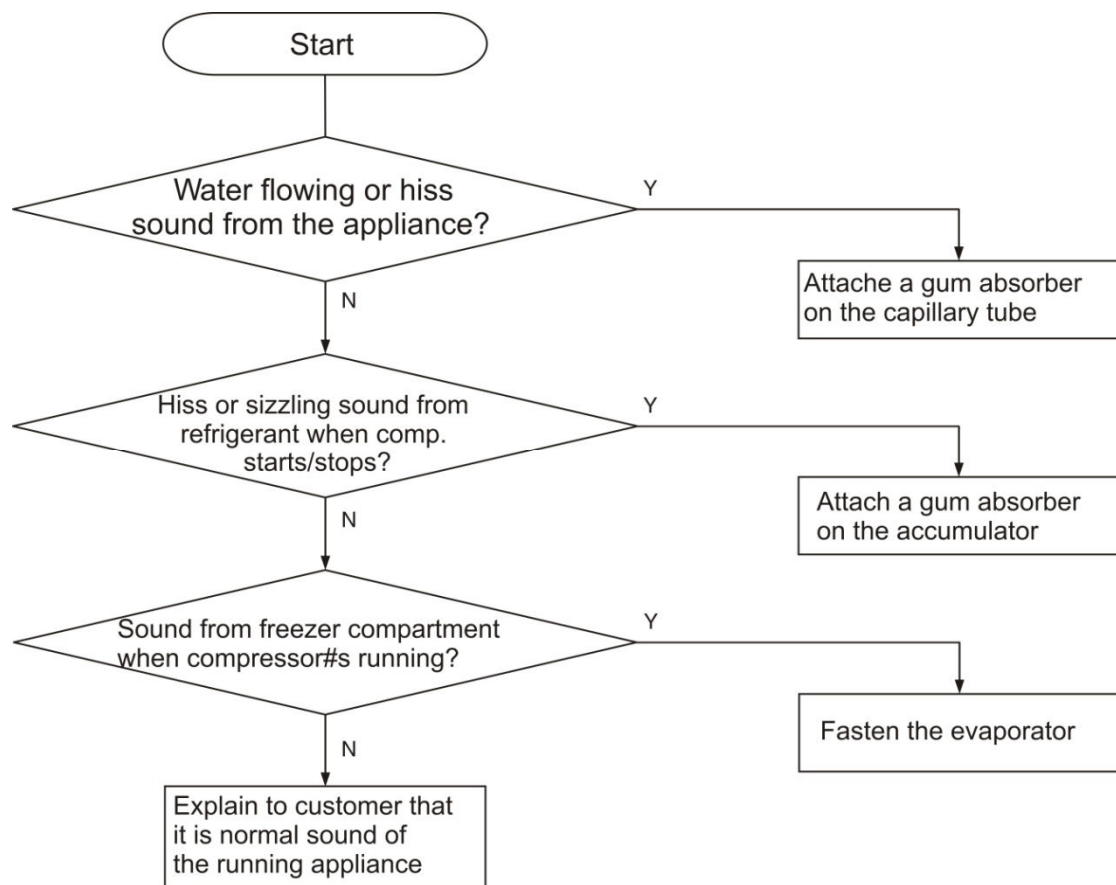 Start
Water flowing or hiss
sound from the appliance?
Y
Attache a gum absorber
on the capillary tube
N
Hiss or sizzling sound from
refrigerant when comp.
starts/stops?
Y
Attach a gum absorber
on the accumulator
N
Sound from freezer compartment
when compressor#s running?
Y
Fasten the evaporator
N
Explain to customer that
it is normal sound of
the running appliance